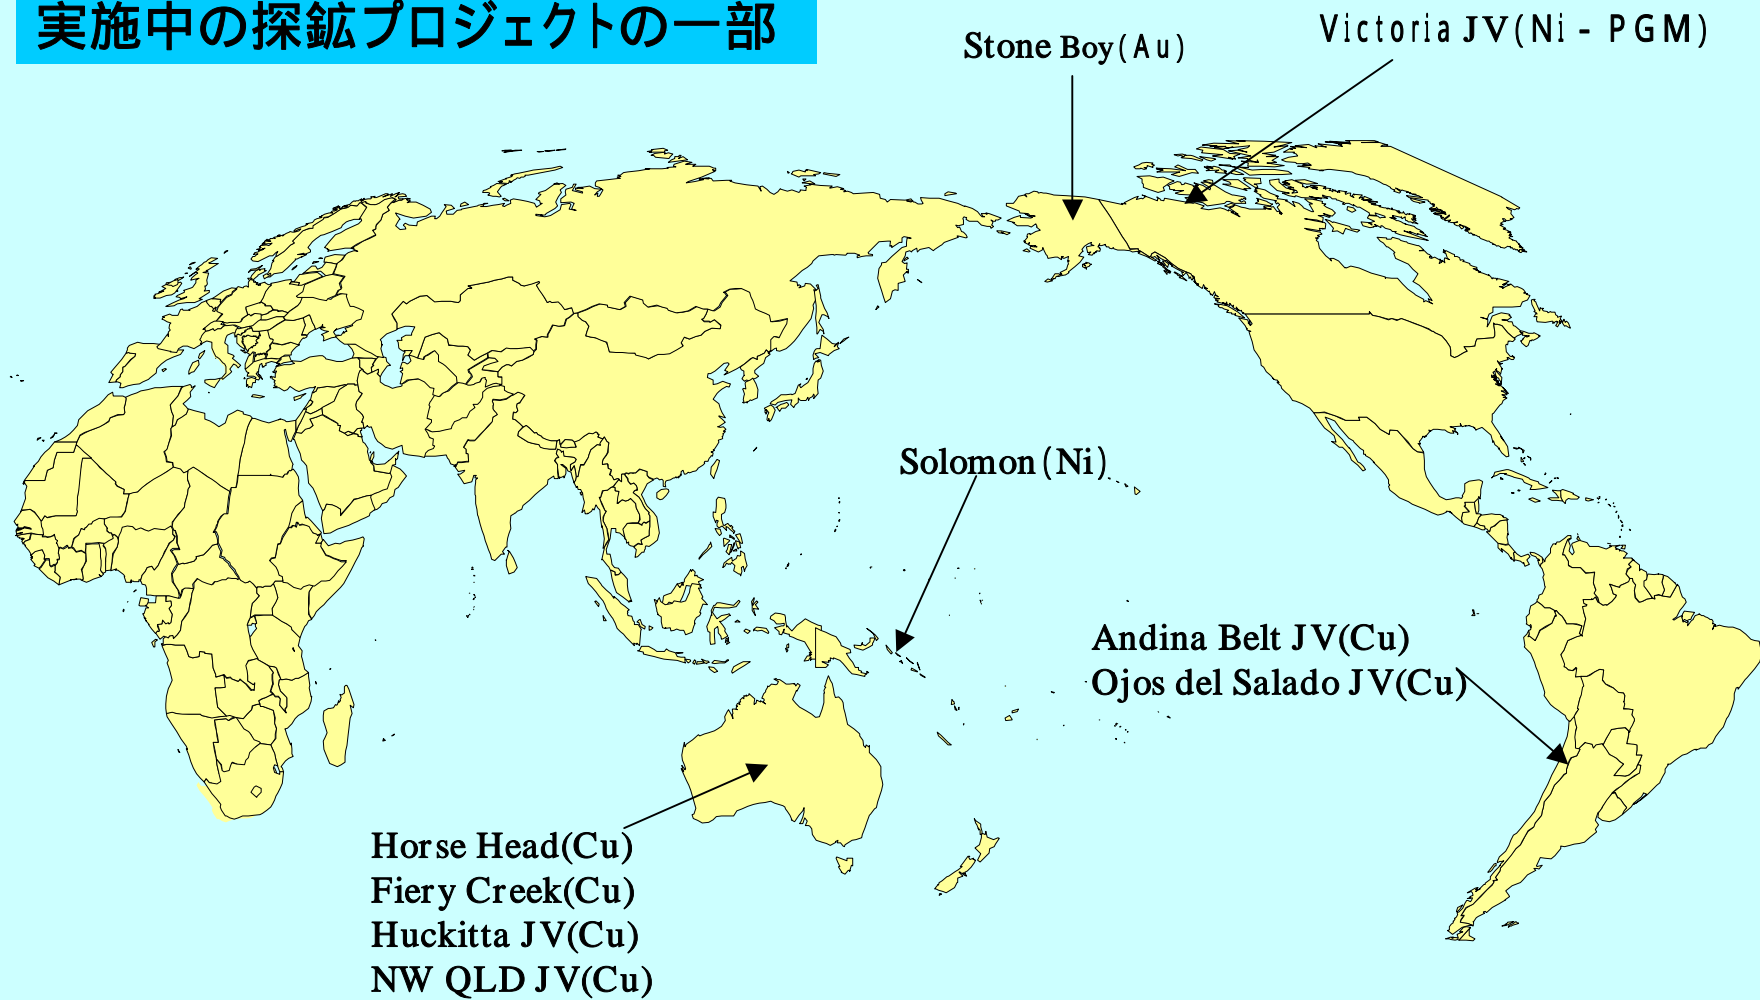 実施中の探鉱プロジェクトの一部
Stone Boy(Au)
Victoria JV(Ni - PGM)
Solomon(Ni)
Andina Belt JV(Cu)
Ojos del Salado JV(Cu)
Horse Head(Cu)
Fiery Creek(Cu)
Huckitta JV(Cu)
NW QLD JV(Cu)